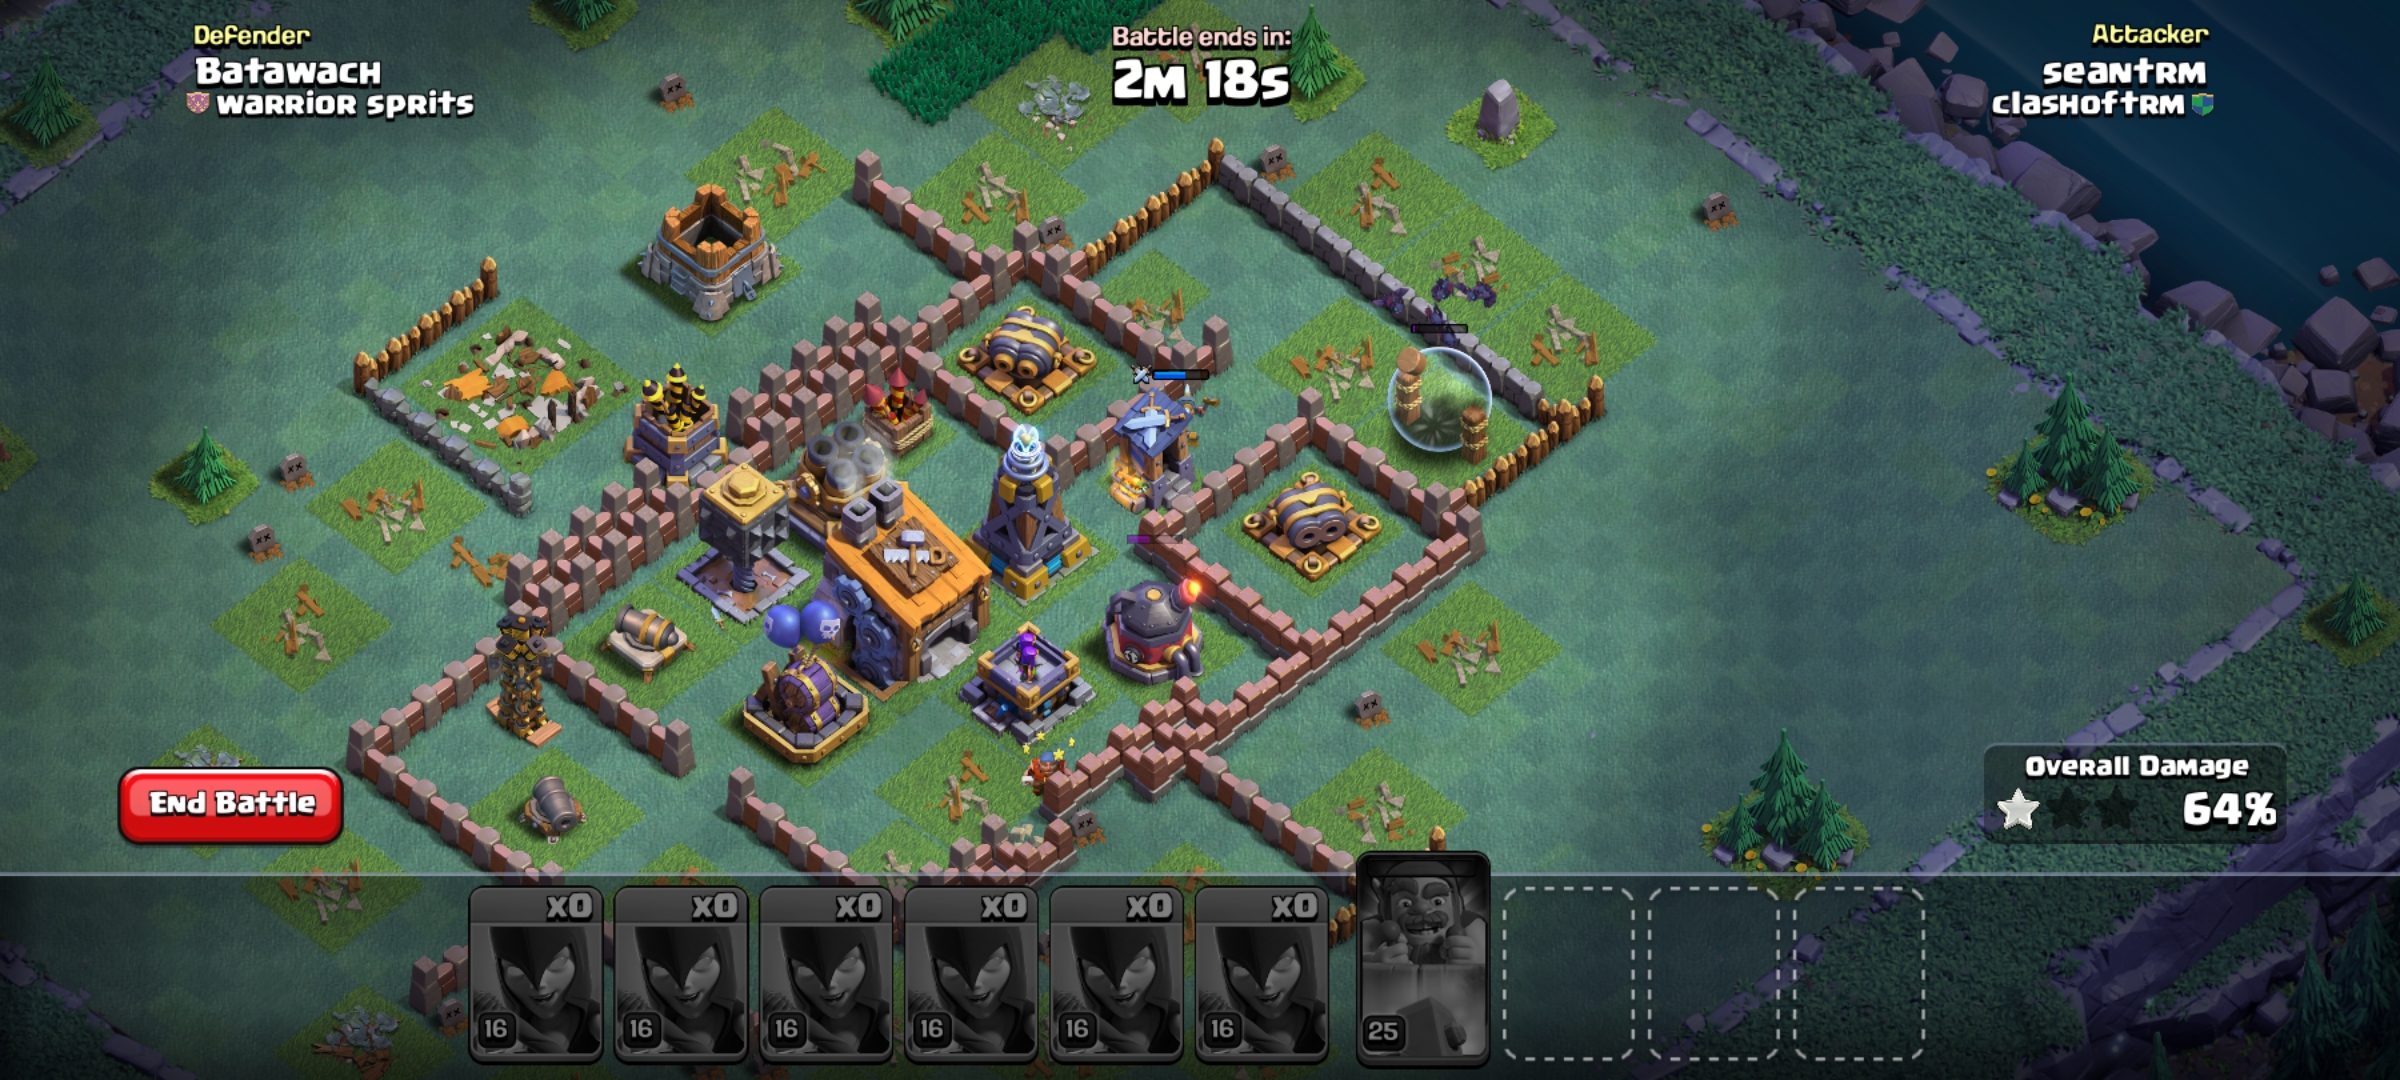 Defender
Batawach
warrior sprits
Battle ends in:
2M 18s
Attacker
seantrm
clashoftrm
End Battle
Overall Damage
64%
x0 x0 x0 x0 x0 x0
16 16 16 16 16 16 25